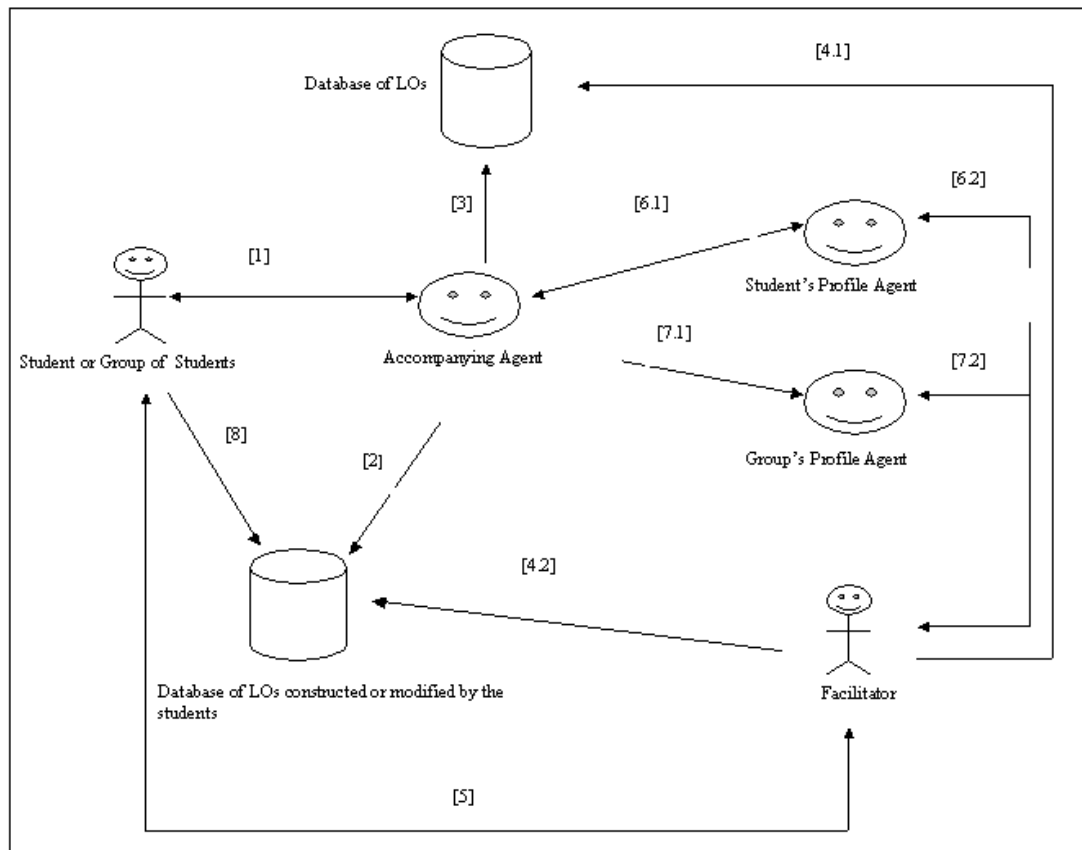 [4.1]
Database of LOs
[3]
[6.1]
[6.2]
[1]
Student's Profile Agent
[7.1]
Accompanying Agent
[7.2]
Student or Group of Students
[8]
[2]
Group's Profile Agent
[4.2]
Database of LOs constructed or modified by the
students
Facilitator
[5]